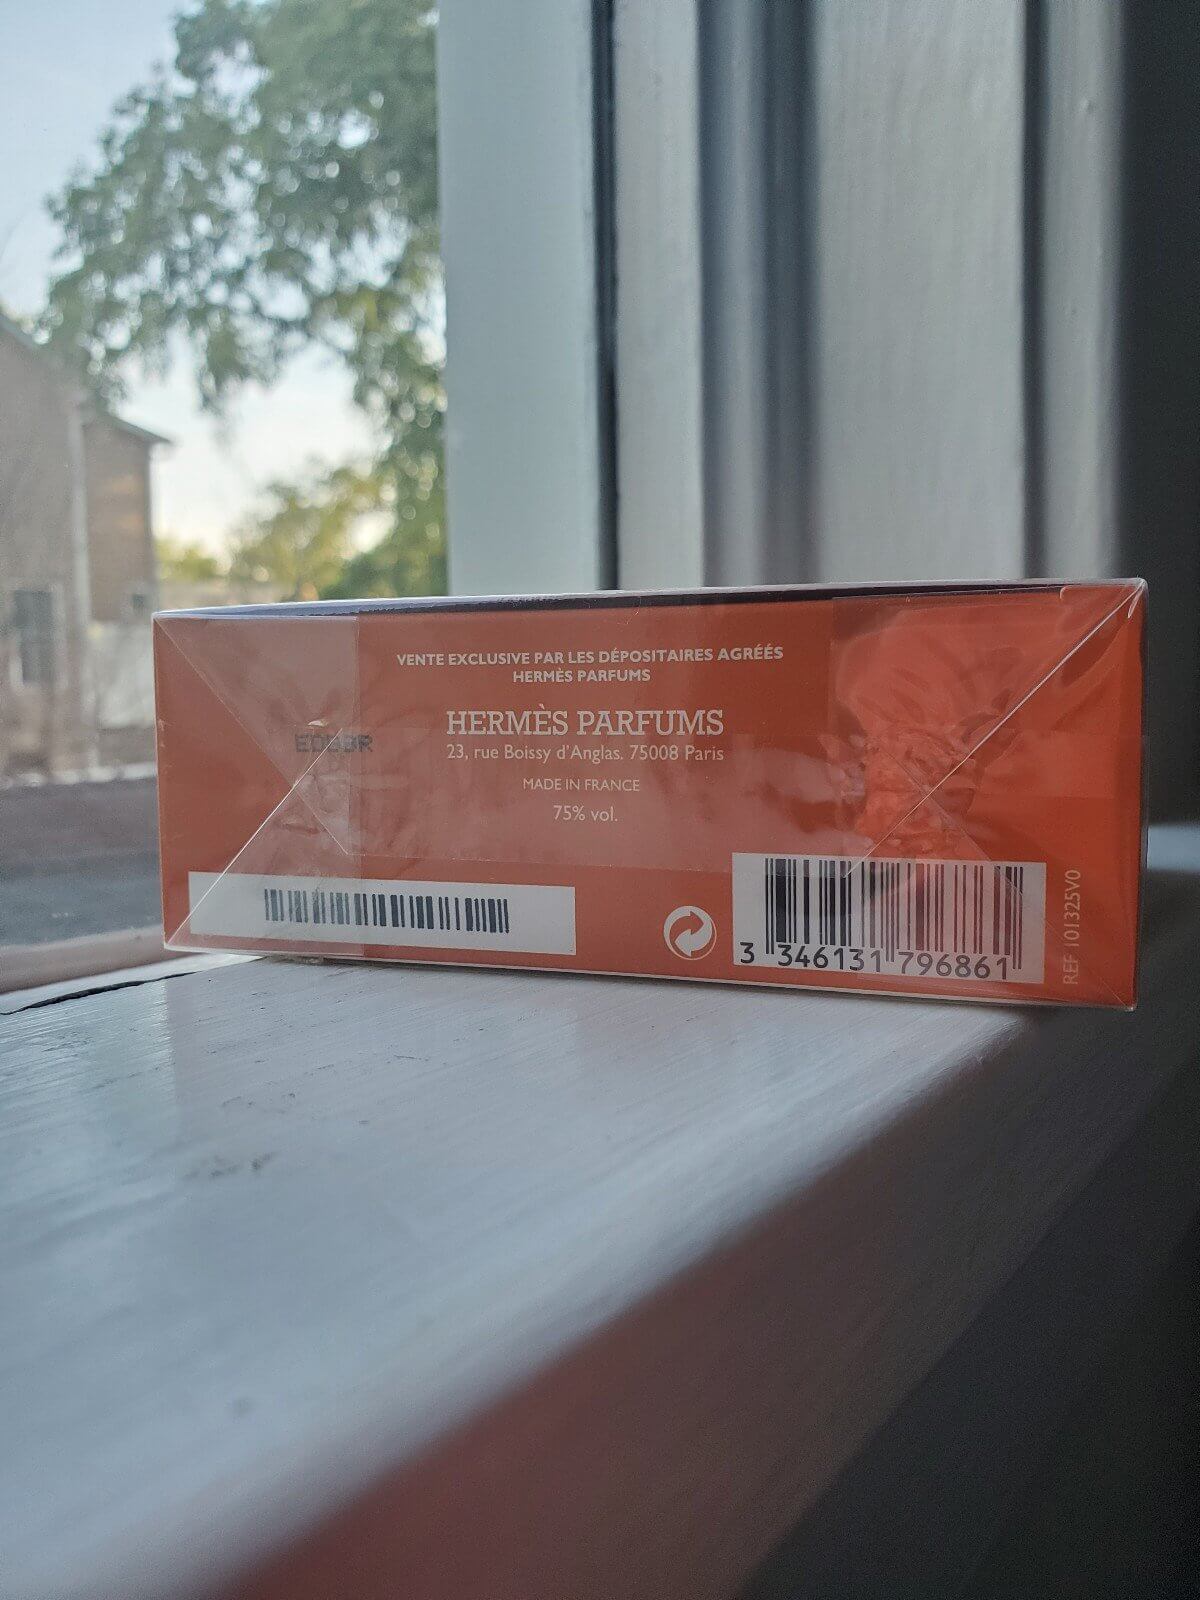 VENTE EXCLUSIVE PAR LES DÉPOSITAIRES AGRÉÉS
HERMÈS PARFUMS
HERMÈS PARFUMS
23, rue Boissy d'Anglas. 75008 Paris
MADE IN FRANCE
75% vol.
3 346131 796861
REF 101325V0